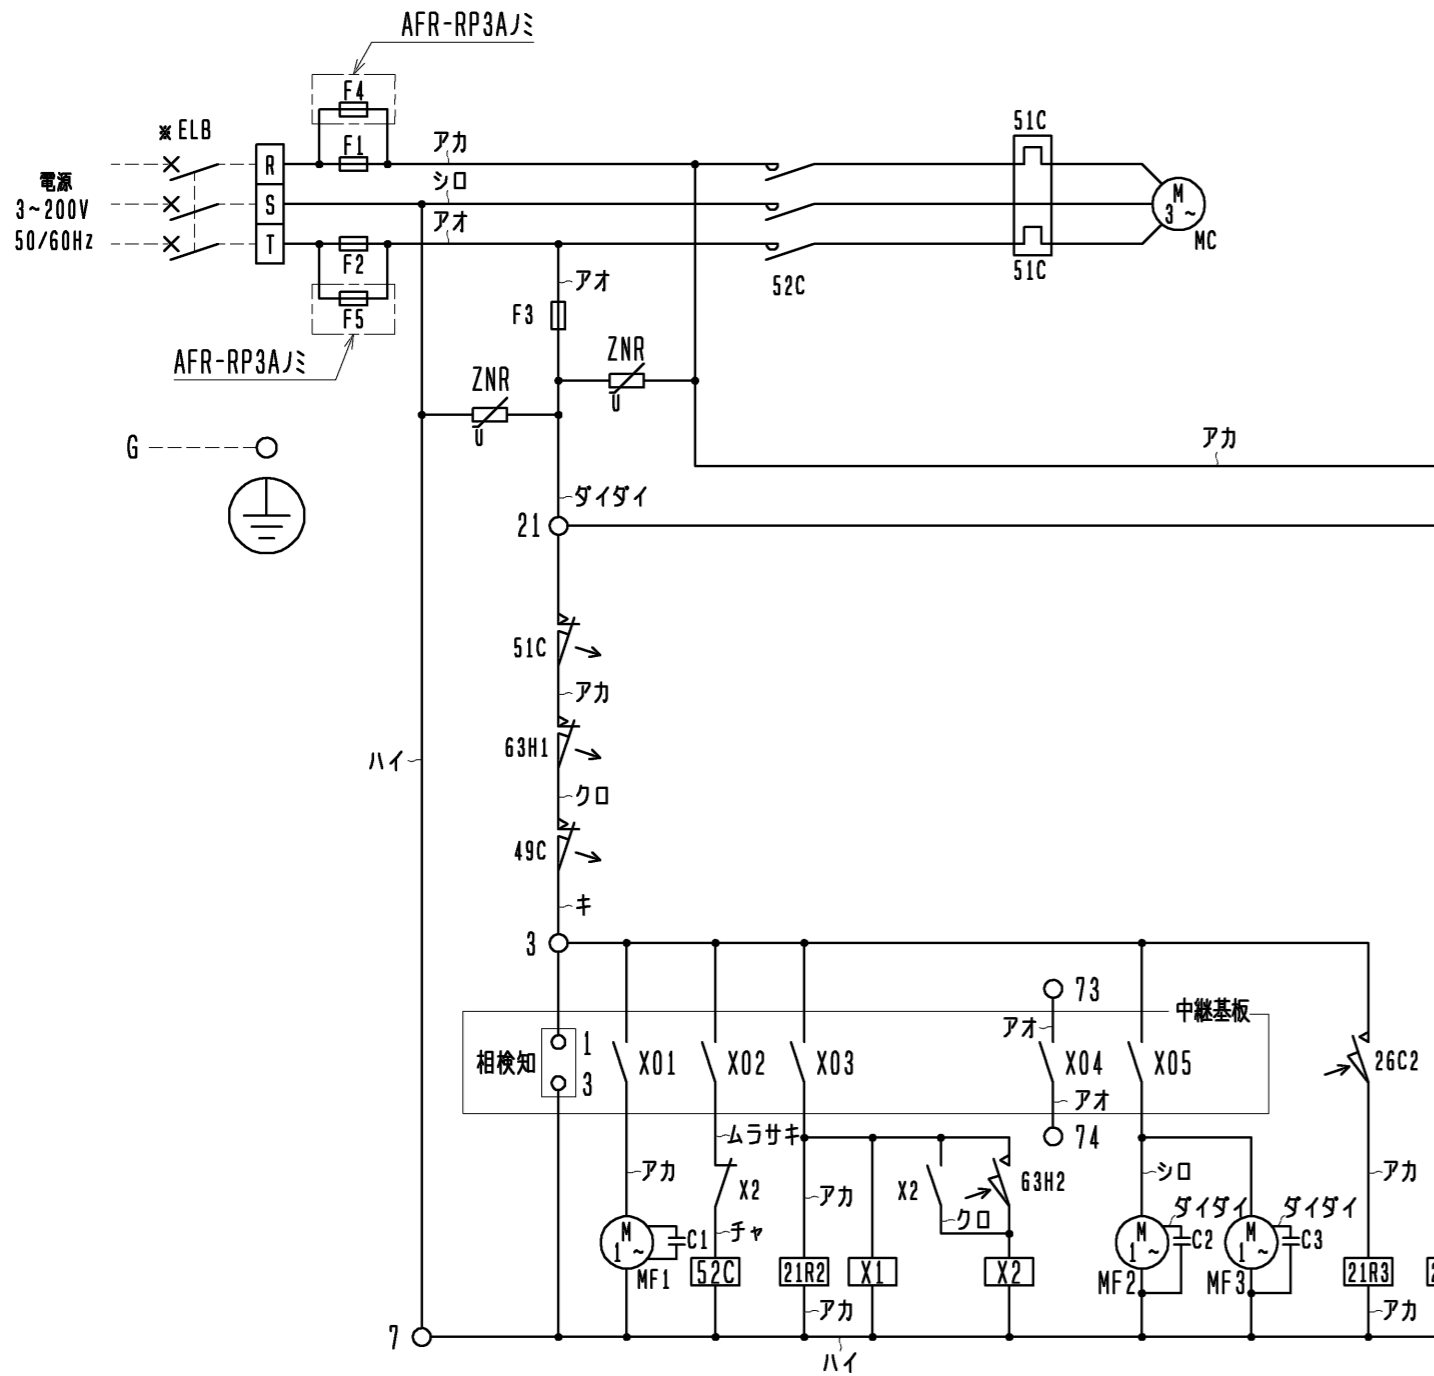 AFR-RP3Aノミ
F4
※ELB
F1
アカ
51C
R
電源
シロ
3~200V
S
M
3~
アオ
50/60Hz
T
MC
F2
51C
アオ
52C
F3
F5
ZNR
AFR-RP3Aノミ
ZNR
U
U
G
アカ
ダイダイ
21
51C
アカ
63H1
ハイ
クロ
49C
キ
3
73
中継基板
アオ
相検知
1
3
X01
X02
X03
X04
X05
26C2
アオ
74
ムラサキ
アカ
X2
アカ
X2
63H2
シロ
アカ
クロ
ダイダイ
ダイダイ
チャ
M
1~
C1
MF1
52C
21R2
X1
X2
M
1~
C2
MF2
M
1~
C3
MF3
21R3
アカ
アカ
7
ハイ